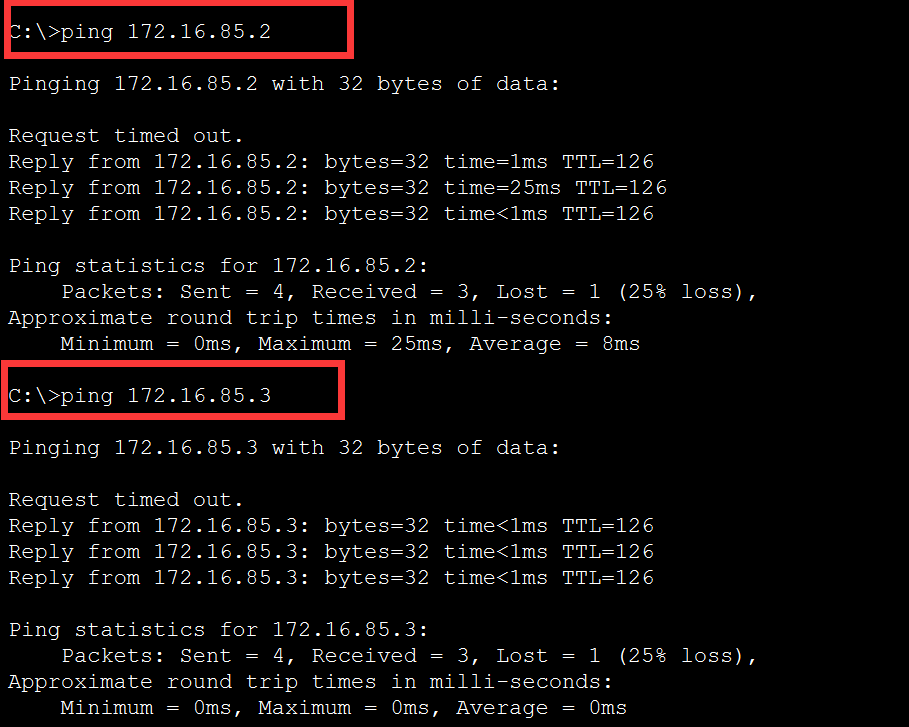 C:\>ping 172.16.85.2
Pinging 172.16.85.2 with 32 bytes of data:
Request timed out.
Reply from 172.16.85.2: bytes=32 time=1ms TTL=126
Reply from 172.16.85.2: bytes=32 time=25ms TTL=126
Reply from 172.16.85.2: bytes=32 time<1ms TTL=126
Ping statistics for 172.16.85.2:
    Packets: Sent = 4, Received = 3, Lost = 1 (25% loss),
Approximate round trip times in milli-seconds:
    Minimum = 0ms, Maximum = 25ms, Average = 8ms
C:\>ping 172.16.85.3
Pinging 172.16.85.3 with 32 bytes of data:
Request timed out.
Reply from 172.16.85.3: bytes=32 time<1ms TTL=126
Reply from 172.16.85.3: bytes=32 time<1ms TTL=126
Reply from 172.16.85.3: bytes=32 time<1ms TTL=126
Ping statistics for 172.16.85.3:
    Packets: Sent = 4, Received = 3, Lost = 1 (25% loss),
Approximate round trip times in milli-seconds:
    Minimum = 0ms, Maximum = 0ms, Average = 0ms